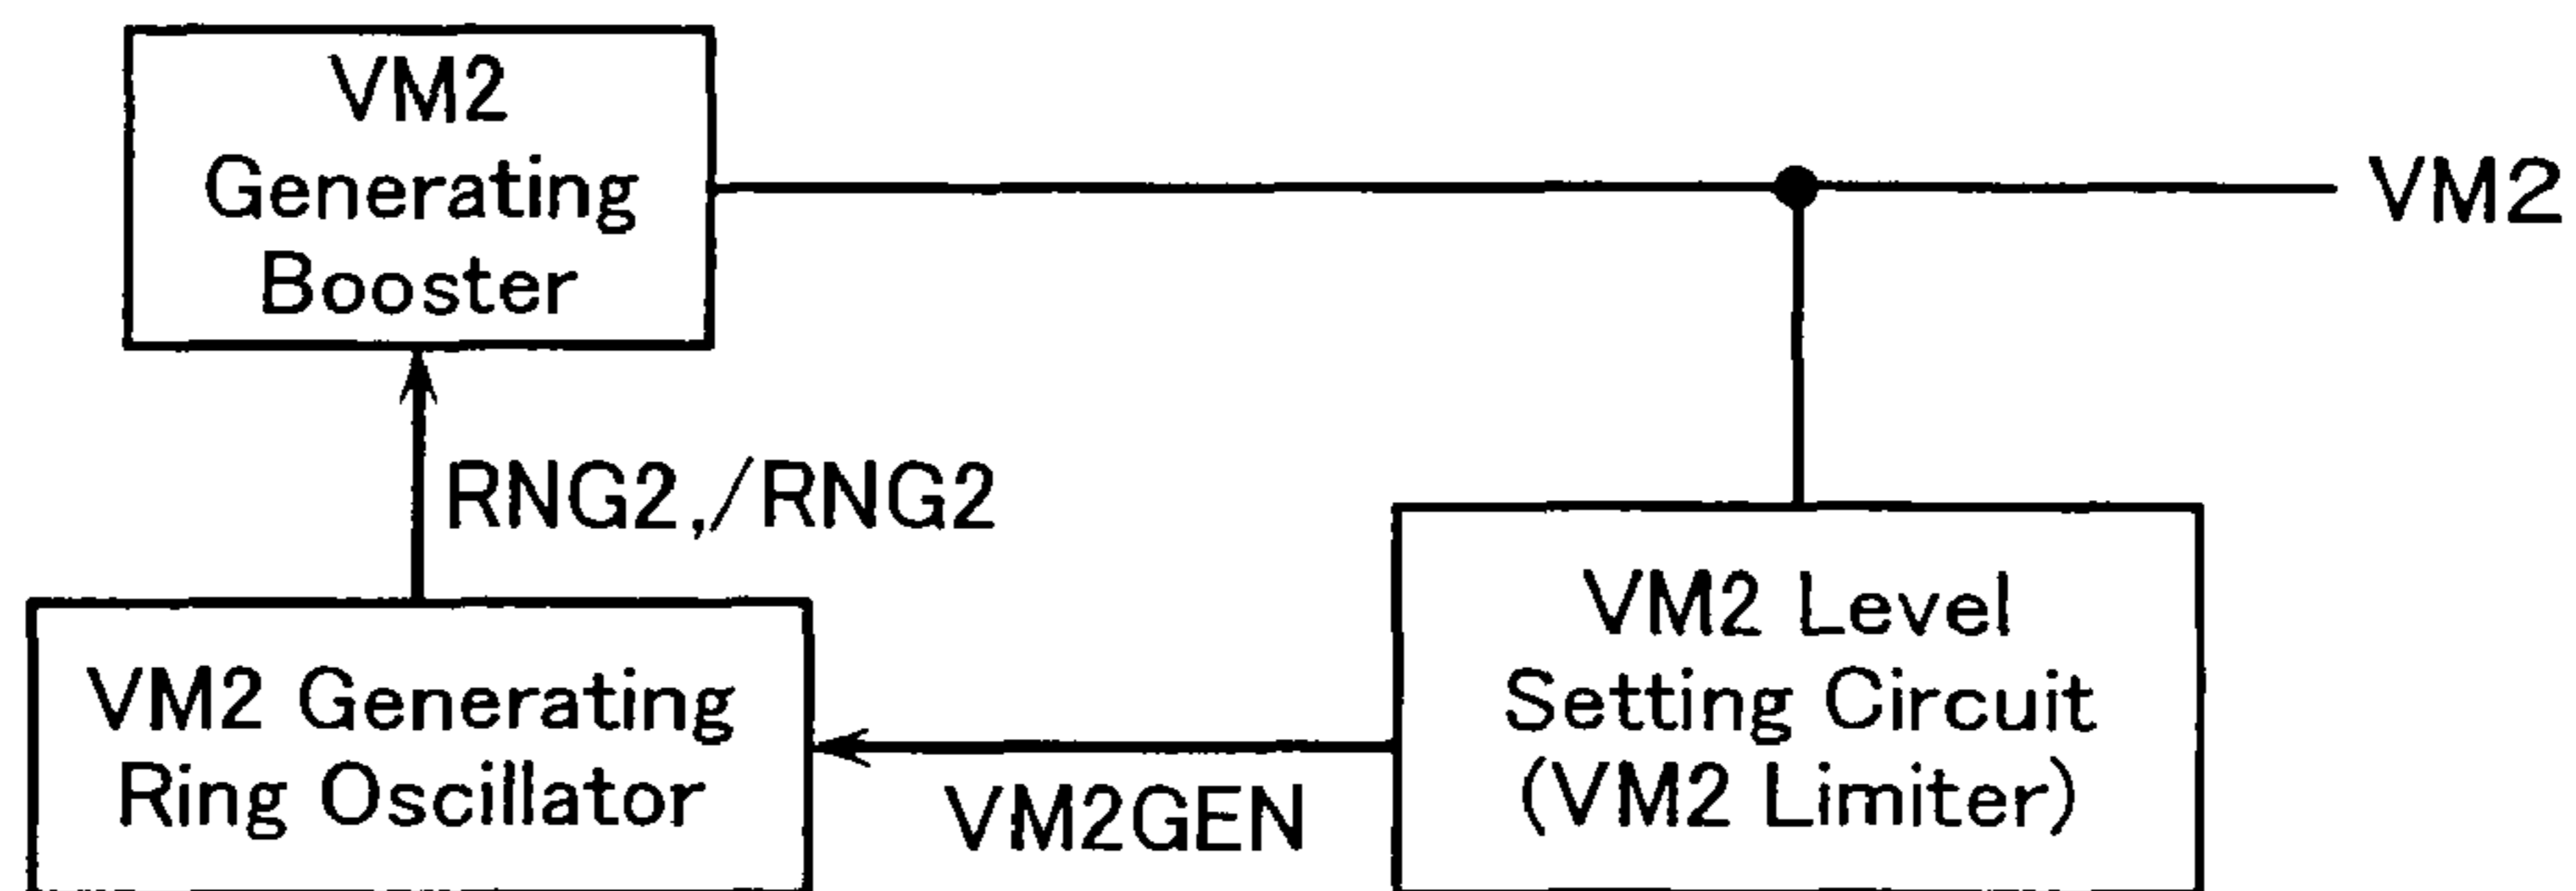 VM2
Generating
Booster
VM2
RNG2,/RNG2
VM2 Generating
Ring Oscillator
VM2GEN
VM2 Level
Setting Circuit
(VM2 Limiter)